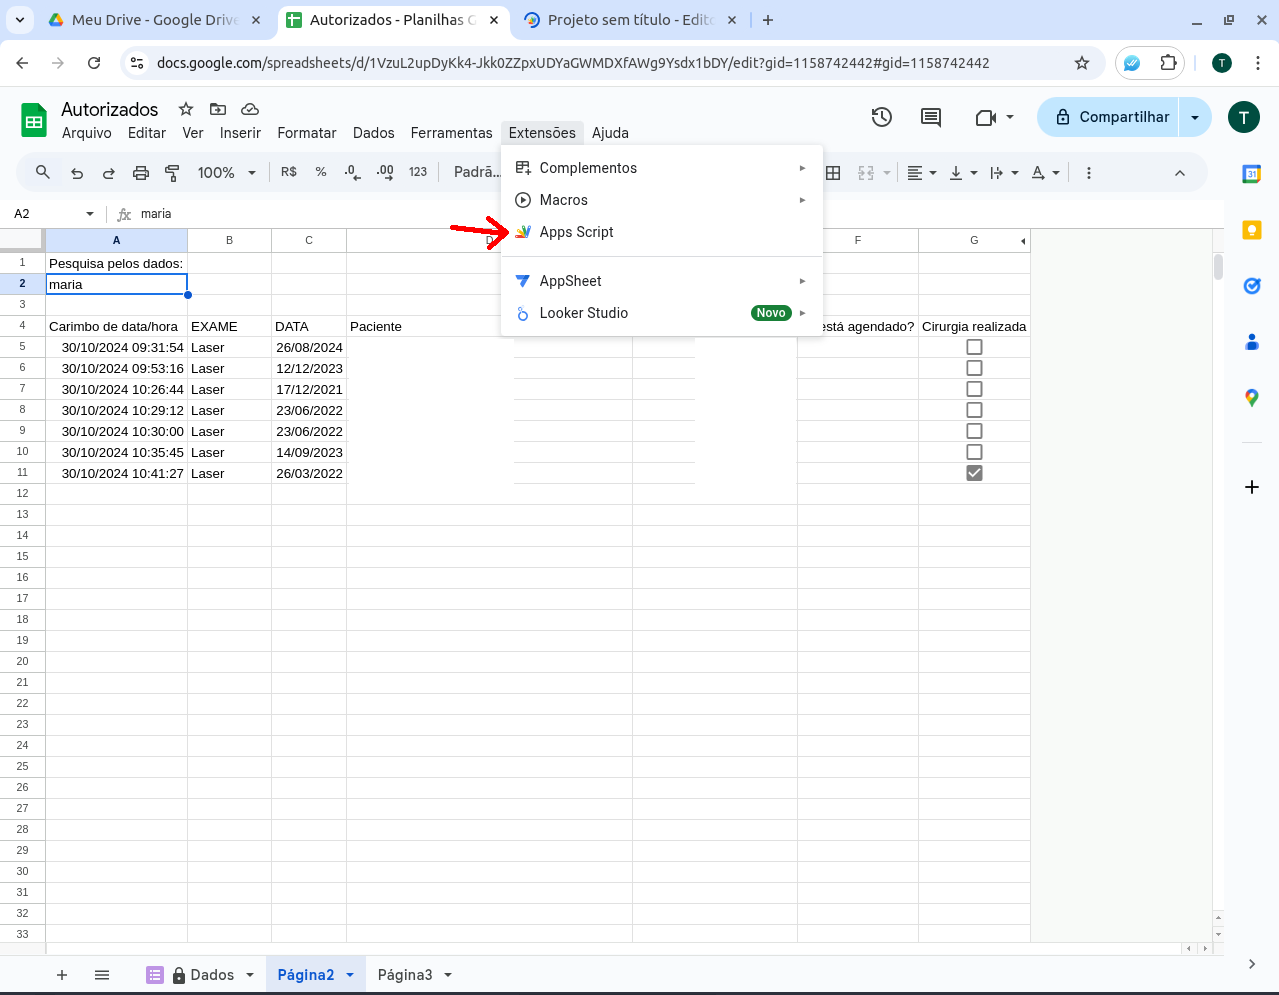 Meu Drive - Google Drive
Autorizados - Planilhas G
Projeto sem título - Edito
docs.google.com/spreadsheets/d/1VzuL2upDyKk4-Jkk0ZZpxUDYaGWMDXfAWg9Ysdx1bDY/edit?gid=1158742442#gid=1158742442
T
Autorizados
Arquivo Editar Ver Inserir Formatar Dados Ferramentas Extensões Ajuda
Compartilhar
T
100% R$ % .0 .00 123 Padrã...
31
Complementos
Macros
Apps Script
AppSheet
Looker Studio Novo
A2 fx maria
A B C D F G
1 Pesquisa pelos dados:
2 maria
3
4 Carimbo de data/hora EXAME DATA Paciente está agendado? Cirurgia realizada
5 30/10/2024 09:31:54 Laser 26/08/2024
6 30/10/2024 09:53:16 Laser 12/12/2023
7 30/10/2024 10:26:44 Laser 17/12/2021
8 30/10/2024 10:29:12 Laser 23/06/2022
9 30/10/2024 10:30:00 Laser 23/06/2022
10 30/10/2024 10:35:45 Laser 14/09/2023
11 30/10/2024 10:41:27 Laser 26/03/2022
12
13
14
15
16
17
18
19
20
21
22
23
24
25
26
27
28
29
30
31
32
33
Dados Página2 Página3